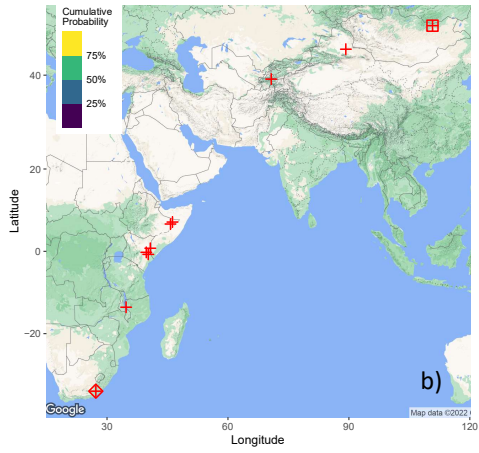 Cumulative
Probability
75%
50%
25%
40
20
0
−20
Latitude
b)
Google
Map data ©2022
30
60
90
120
Longitude